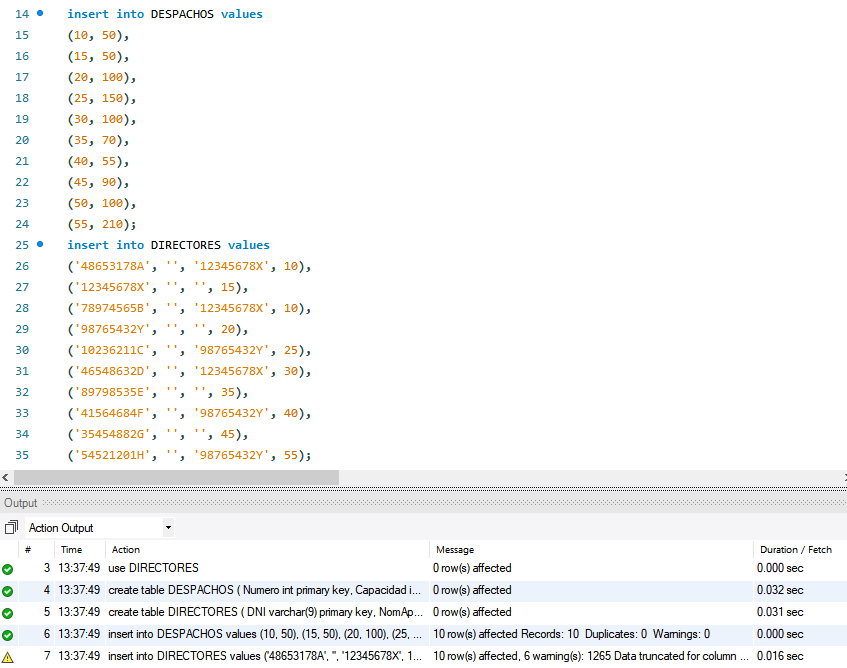 14 insert into DESPACHOS values
15 (10, 50),
16 (15, 50),
17 (20, 100),
18 (25, 150),
19 (30, 100),
20 (35, 70),
21 (40, 55),
22 (45, 90),
23 (50, 100),
24 (55, 210);
25 insert into DIRECTORES values
26 ('48653178A', '', '12345678X', 10),
27 ('12345678X', '', '', 15),
28 ('78974565B', '', '12345678X', 10),
29 ('98765432Y', '', '', 20),
30 ('10236211C', '', '98765432Y', 25),
31 ('46548632D', '', '12345678X', 30),
32 ('89798535E', '', '', 35),
33 ('41564684F', '', '98765432Y', 40),
34 ('35454882G', '', '', 45),
35 ('54521201H', '', '98765432Y', 55);
Output
Action Output
# Time Action Message Duration / Fetch
3 13:37:49 use DIRECTORES 0 row(s) affected 0.000 sec
4 13:37:49 create table DESPACHOS ( Numero int primary key, Capacidad i... 0 row(s) affected 0.032 sec
5 13:37:49 create table DIRECTORES ( DNI varchar(9) primary key, NomAp... 0 row(s) affected 0.031 sec
6 13:37:49 insert into DESPACHOS values (10, 50), (15, 50), (20, 100), (25, ... 10 row(s) affected Records: 10 Duplicates: 0 Warnings: 0 0.000 sec
7 13:37:49 insert into DIRECTORES values ('48653178A', '', '12345678X', 1... 10 row(s) affected, 6 warning(s): 1265 Data truncated for column ... 0.016 sec